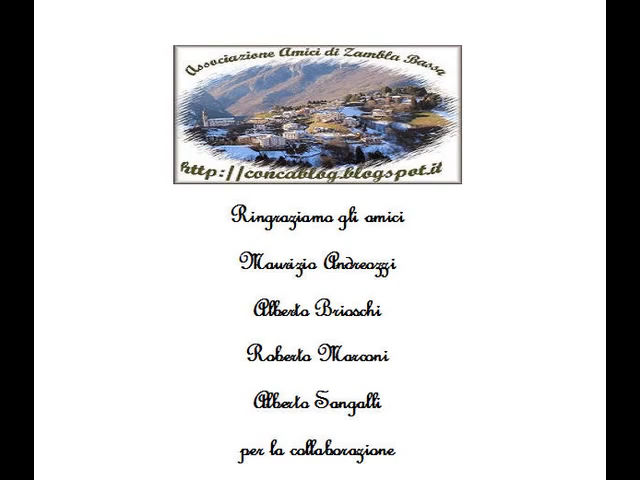 Associazione Amici di Zambla Bassa
http://concablog.blogspot.it
Ringraziamo gli amici
Maurizio Andreozzi
Alberto Brioschi
Roberto Marconi
Alberto Sangalli
per la collaborazione